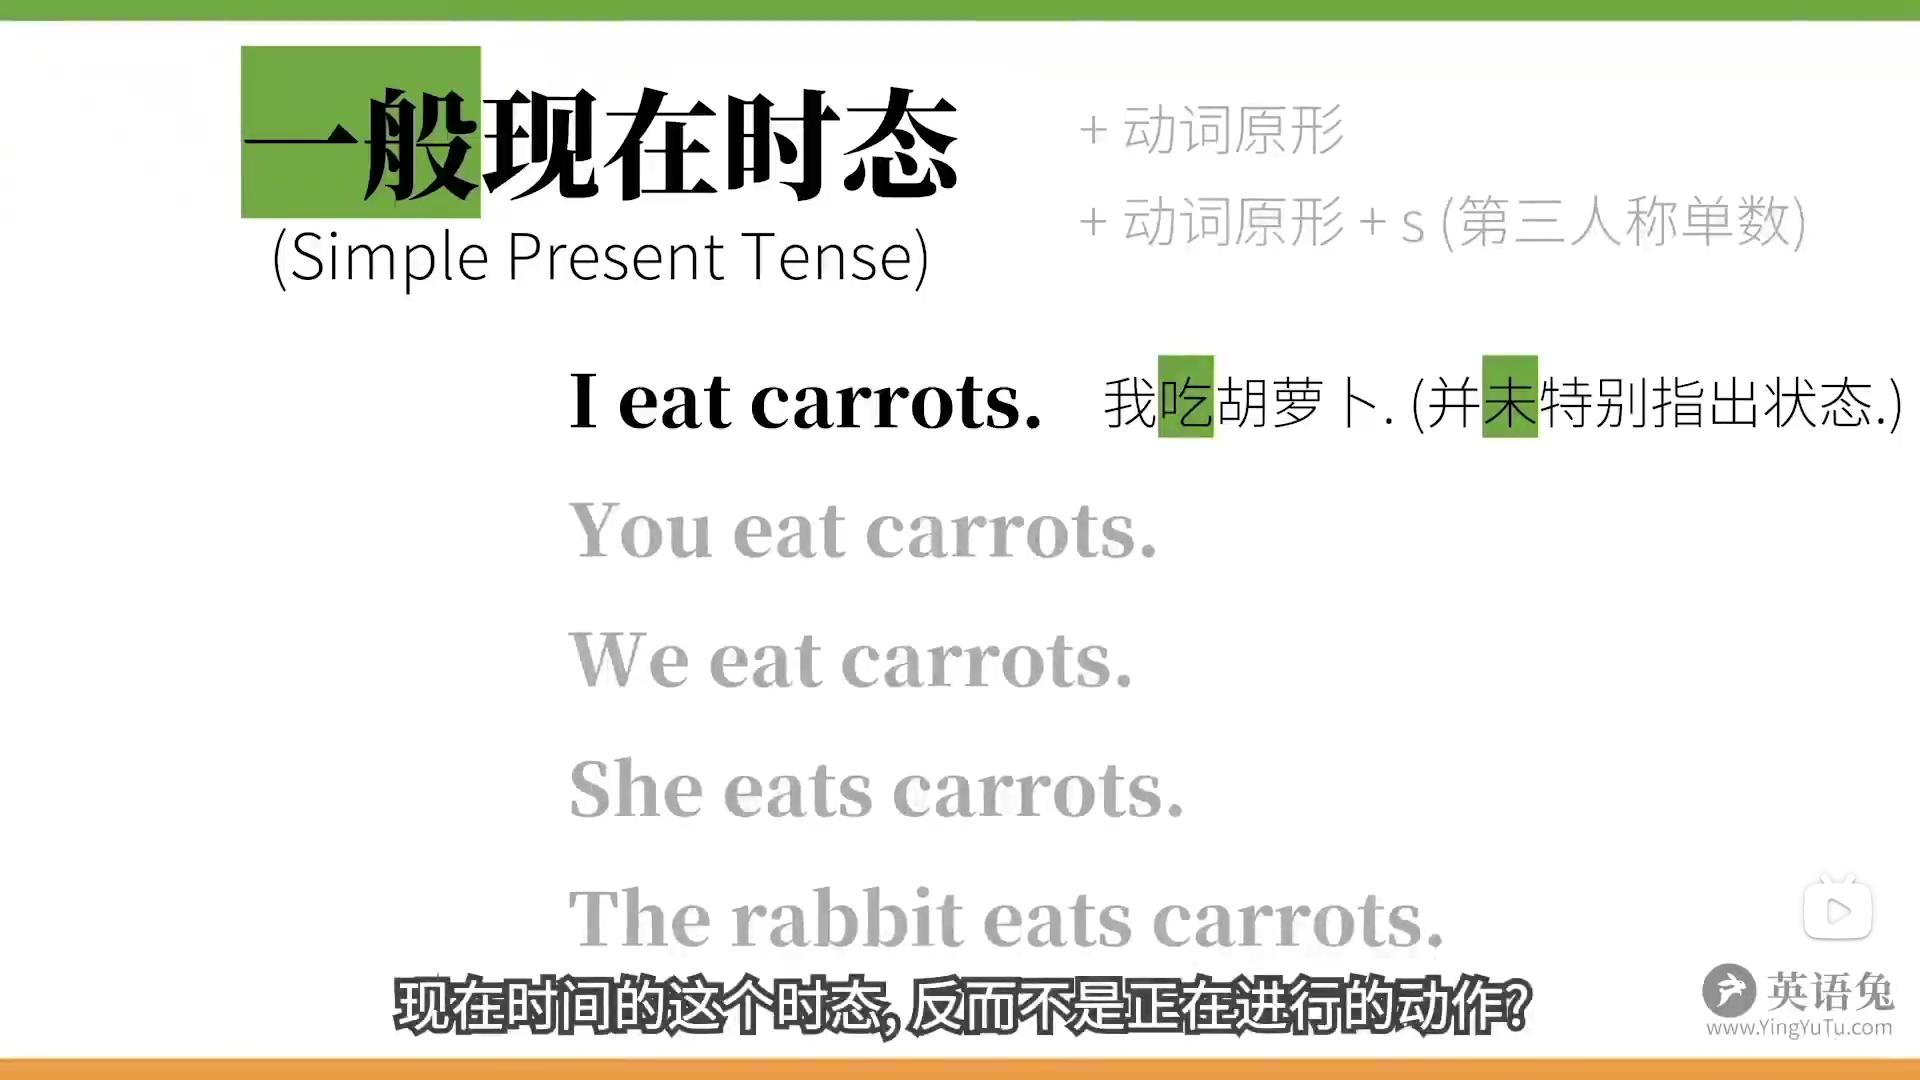 一般现在时态
(Simple Present Tense)
+ 动词原形
+ 动词原形 + s (第三人称单数)
I eat carrots. 我吃胡萝卜. (并未特别指出状态.)
You eat carrots.
We eat carrots.
She eats carrots.
The rabbit eats carrots.
现在时间的这个时态, 反而不是正在进行的动作?
英语兔
www.YingYuTu.com